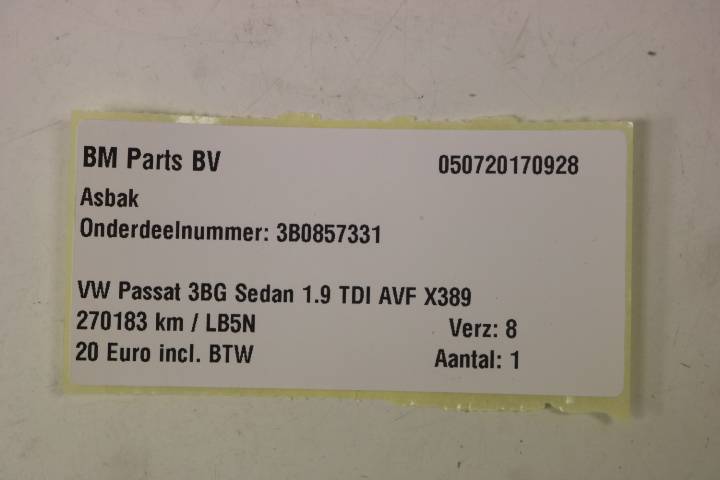 BM Parts BV 050720170928
Asbak
Onderdeelnummer: 3B0857331
VW Passat 3BG Sedan 1.9 TDI AVF X389
270183 km / LB5N Verz: 8
20 Euro incl. BTW Aantal: 1